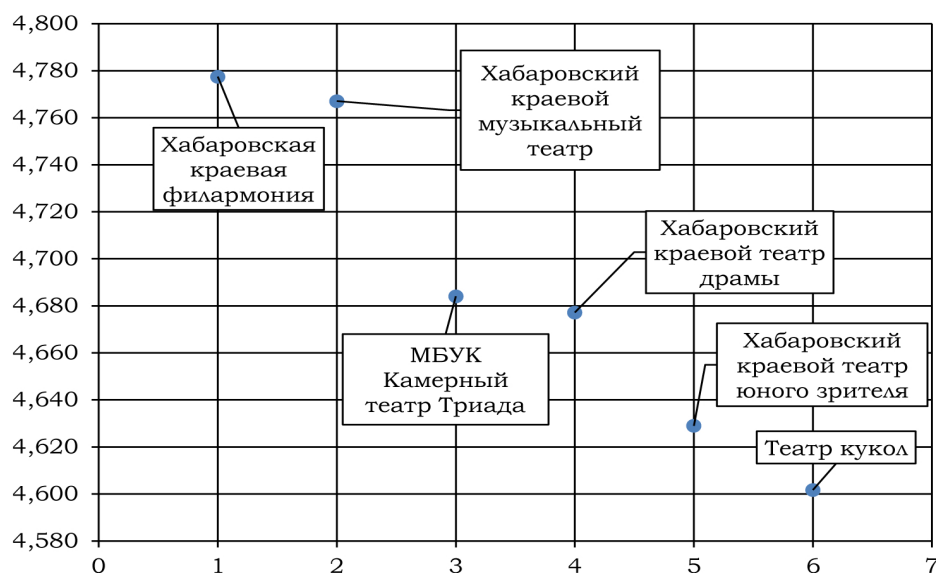 4,800
4,780
4,760
4,740
4,720
4,700
4,680
4,660
4,640
4,620
4,600
4,580
Хабаровская
краевая
филармония
Хабаровский
краевой
музыкальный
театр
МБУК
Камерный
театр Триада
Хабаровский
краевой театр
драмы
Хабаровский
краевой театр
юного зрителя
Театр кукол
0 1 2 3 4 5 6 7